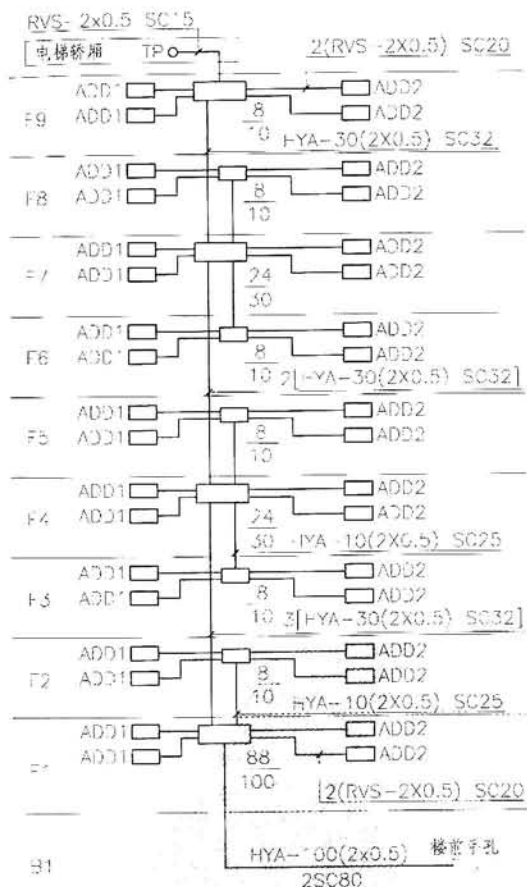 RVS-2x0.5 SC15
电梯轿厢 TP
2(RVS-2X0.5) SC20
ADD1 ADD2
F9 ADD1 ADD2
8
10
HYA-30(2X0.5) SC32
ADD1 ADD2
F8 ADD1 ADD2
8
10
ADD1 ADD2
F7 ADD1 ADD2
24
30
ADD1 ADD2
F6 ADD1 ADD2
8
10
2[HYA-30(2X0.5) SC32]
ADD1 ADD2
F5 ADD1 ADD2
8
10
ADD1 ADD2
F4 ADD1 ADD2
24
30
HYA-10(2X0.5) SC25
ADD1 ADD2
F3 ADD1 ADD2
8
10
3[HYA-30(2X0.5) SC32]
ADD1 ADD2
F2 ADD1 ADD2
8
10
HYA-10(2X0.5) SC25
ADD1 ADD2
F1 ADD1 ADD2
88
100
2(RVS-2X0.5) SC20
HYA-100(2x0.5) 楼前手孔
B1
2SC80